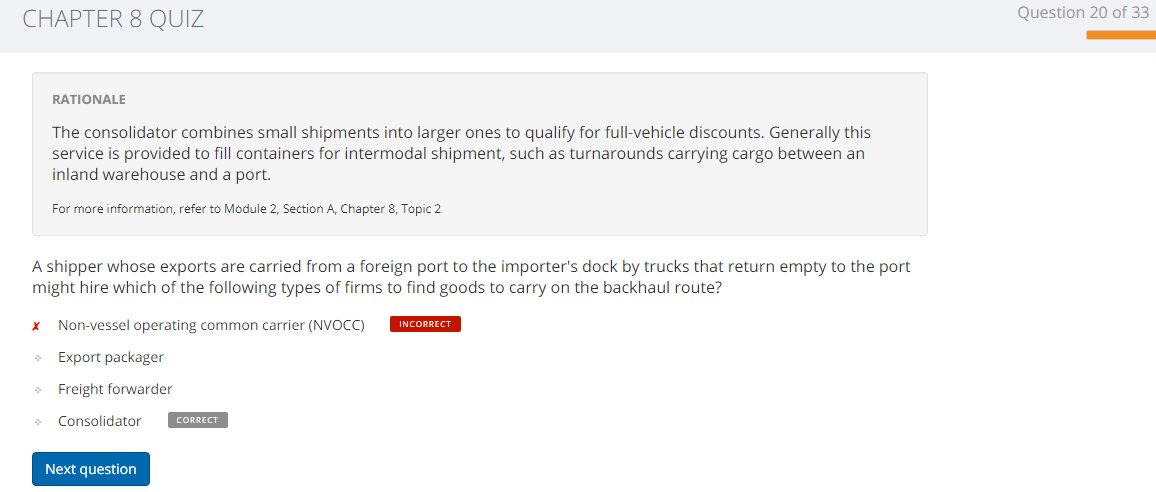 CHAPTER 8 QUIZ
Question 20 of 33
RATIONALE
The consolidator combines small shipments into larger ones to qualify for full-vehicle discounts. Generally this
service is provided to fill containers for intermodal shipment, such as turnarounds carrying cargo between an
inland warehouse and a port.
For more information, refer to Module 2, Section A, Chapter 8, Topic 2
A shipper whose exports are carried from a foreign port to the importer's dock by trucks that return empty to the port
might hire which of the following types of firms to find goods to carry on the backhaul route?
✗ Non-vessel operating common carrier (NVOCC) INCORRECT
Export packager
Freight forwarder
Consolidator CORRECT
Next question